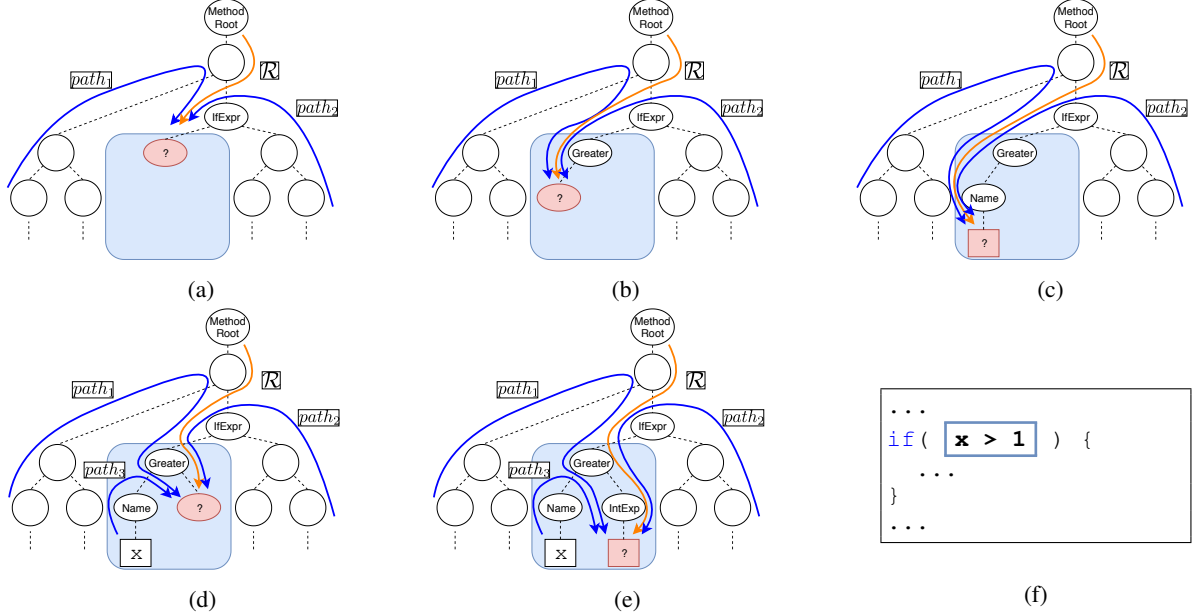 Method
Root
path₁
R
path₂
IfExpr
?
(a)
Method
Root
path₁
R
path₂
IfExpr
Greater
?
(b)
Method
Root
path₁
R
path₂
IfExpr
Greater
Name
?
(c)
Method
Root
path₁
R
path₂
IfExpr
path₃
Greater
Name
?
x
(d)
Method
Root
path₁
R
path₂
IfExpr
path₃
Greater
Name
IntExp
x
?
(e)
...
if( x > 1 ) {
...
}
...
(f)